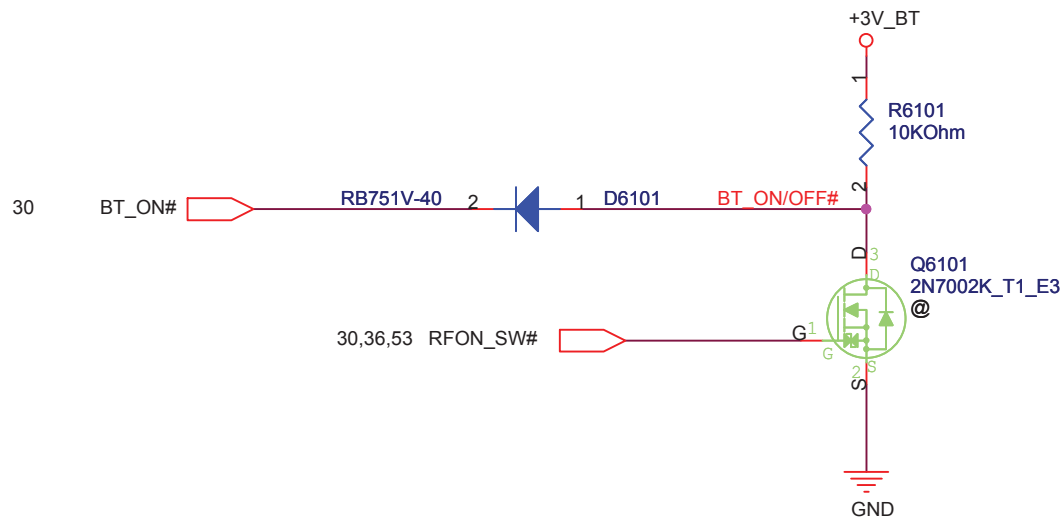 +3V_BT
1
R6101
10KOhm
2
30 BT_ON# RB751V-40 2 1 D6101 BT_ON/OFF#
D 3
D
Q6101
2N7002K_T1_E3
@
30,36,53 RFON_SW# G 1
G
2 S
S
GND